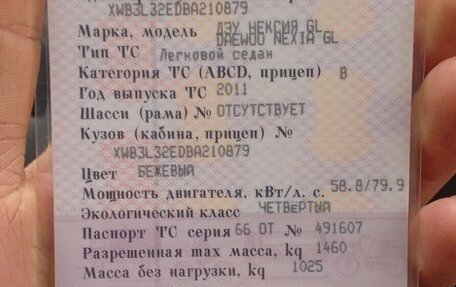 XWB3L32EDBA210879
Марка, модель ДЭУ НЕКСИЯ GL
DAEWOO NEXIA GL
Тип ТС Легковой седан
Категория ТС (ABCD, прицеп) B
Год выпуска ТС 2011
Шасси (рама) № ОТСУТСТВУЕТ
Кузов (кабина, прицеп) №
XWB3L32EDBA210879
Цвет БЕЖЕВЫЙ
Мощность двигателя, кВт/л. с. 58.8/79.9
Экологический класс ЧЕТВЁРТЫЙ
Паспорт ТС серия 66 ОТ № 491607
Разрешенная max масса, kg 1460
Масса без нагрузки, kg 1025